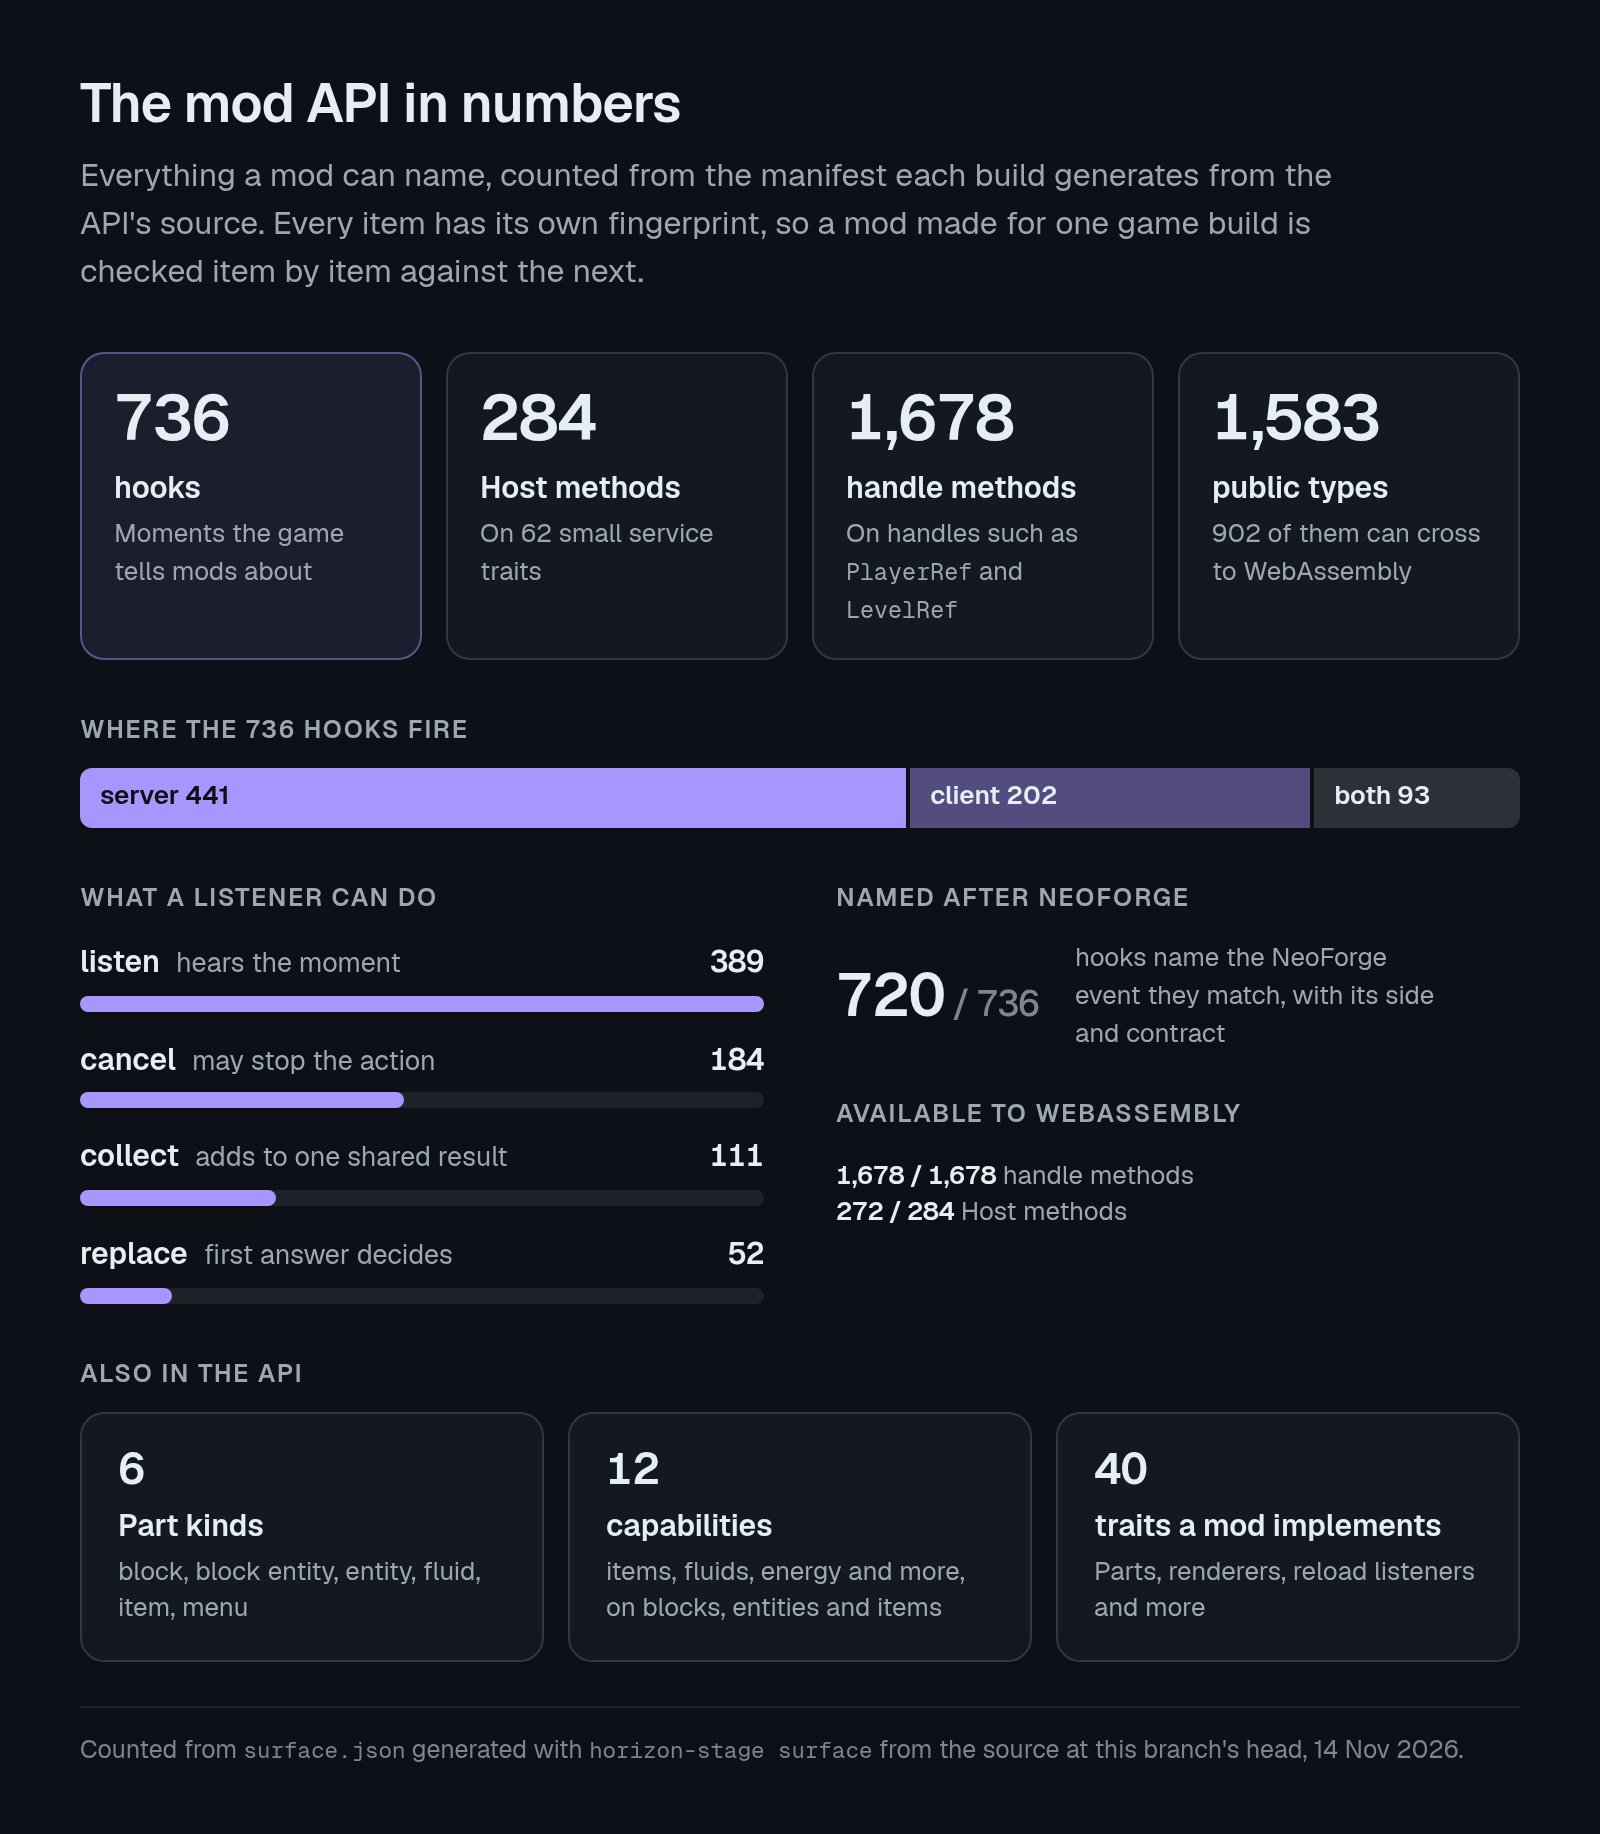 The mod API in numbers
Everything a mod can name, counted from the manifest each build generates from the
API's source. Every item has its own fingerprint, so a mod made for one game build is
checked item by item against the next.
736
hooks
Moments the game
tells mods about
284
Host methods
On 62 small service
traits
1,678
handle methods
On handles such as
PlayerRef and
LevelRef
1,583
public types
902 of them can cross
to WebAssembly
WHERE THE 736 HOOKS FIRE
server 441
client 202
both 93
WHAT A LISTENER CAN DO
listen hears the moment 389
cancel may stop the action 184
collect adds to one shared result 111
replace first answer decides 52
NAMED AFTER NEOFORGE
720 / 736
hooks name the NeoForge
event they match, with its side
and contract
AVAILABLE TO WEBASSEMBLY
1,678 / 1,678 handle methods
272 / 284 Host methods
ALSO IN THE API
6
Part kinds
block, block entity, entity, fluid,
item, menu
12
capabilities
items, fluids, energy and more,
on blocks, entities and items
40
traits a mod implements
Parts, renderers, reload listeners
and more
Counted from surface.json generated with horizon-stage surface from the source at this branch's head, 14 Nov 2026.